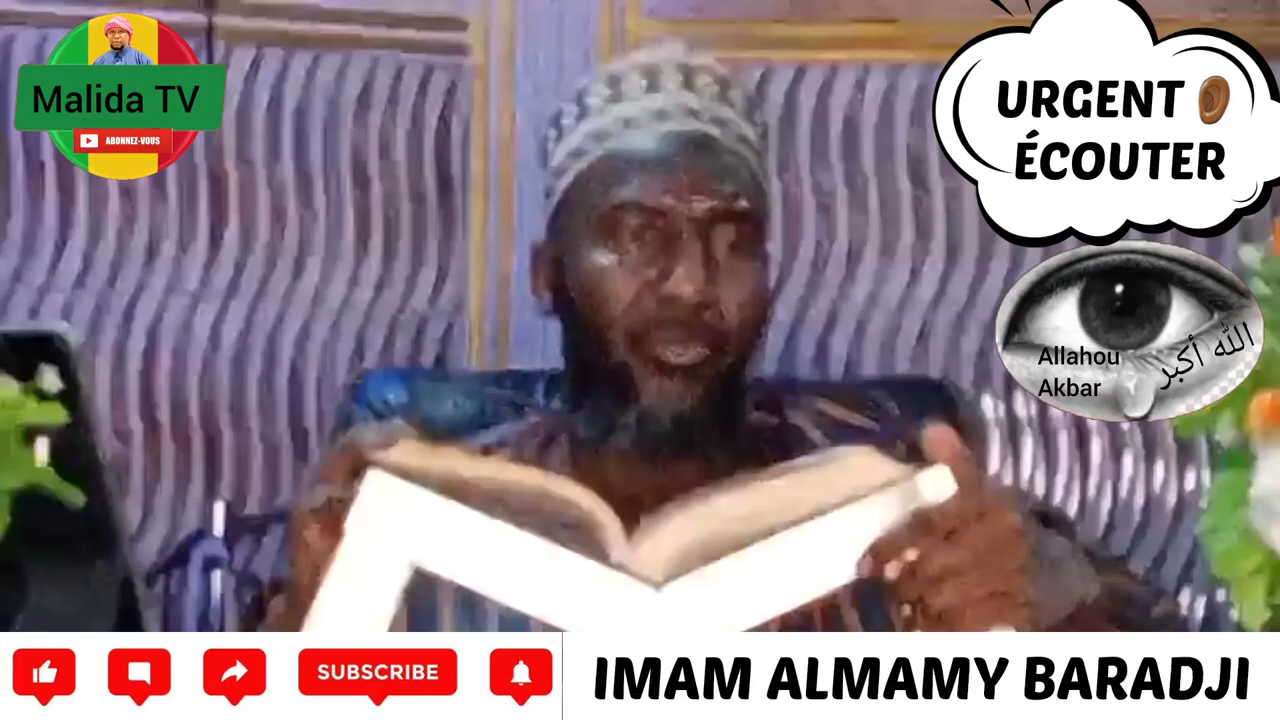 Malida TV
ABONNEZ-VOUS
URGENT
ÉCOUTER
Allahou
Akbar
الله أكبر
SUBSCRIBE
IMAM ALMAMY BARADJI